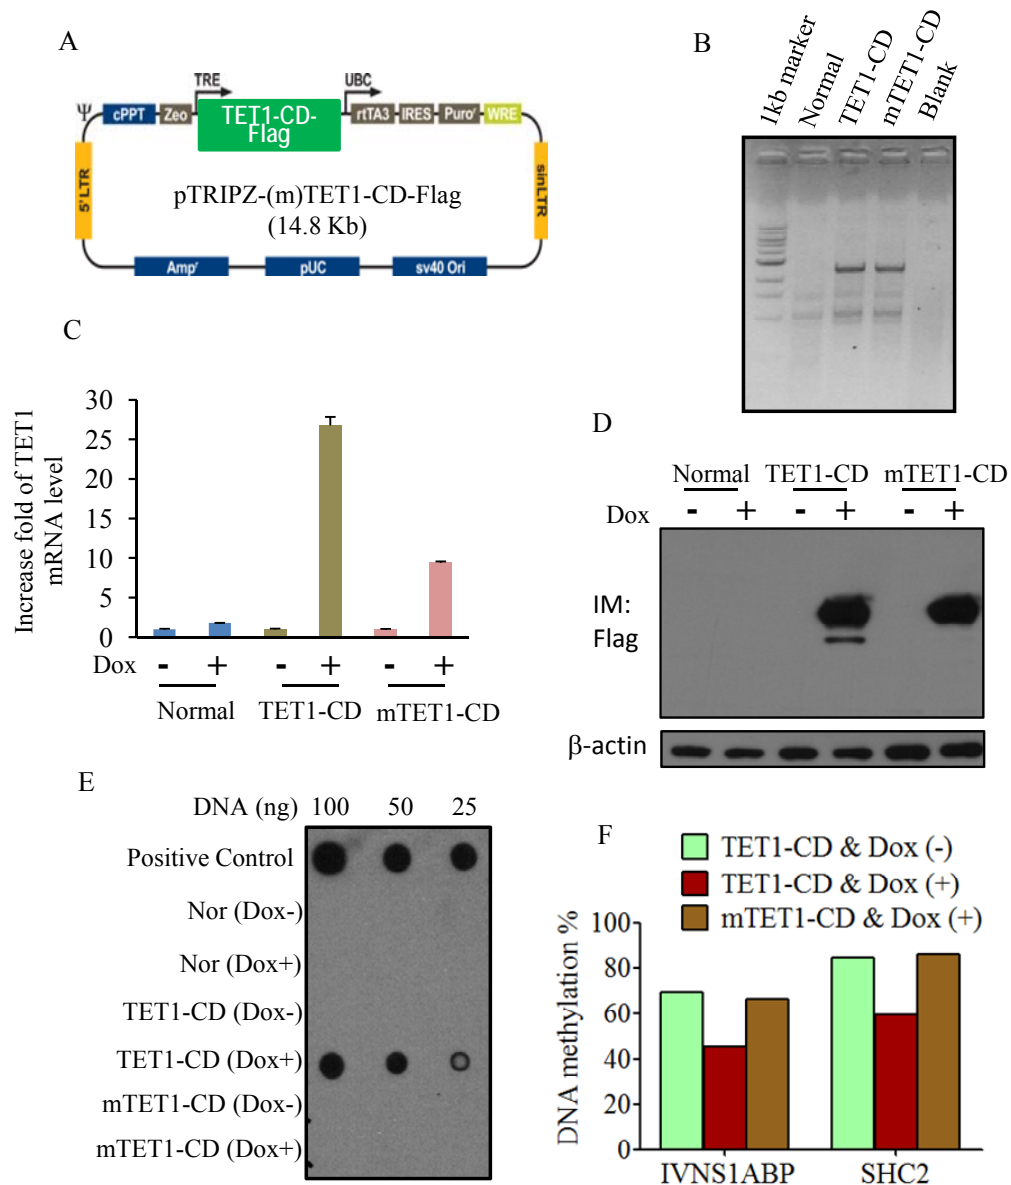 A
TRE
UBC
Ψ
cPPT
Zeo
TET1-CD-
Flag
rtTA3
IRES
Puroʳ
WRE
5'LTR
sinLTR
pTRIPZ-(m)TET1-CD-Flag
(14.8 Kb)
Ampʳ
pUC
sv40 Ori
B
1kb marker
Normal
TET1-CD
mTET1-CD
Blank
C
Increase fold of TET1
mRNA level
30
25
20
15
10
5
0
Dox - + - + - +
Normal TET1-CD mTET1-CD
D
Normal TET1-CD mTET1-CD
Dox - + - + - +
IM:
Flag
β-actin
E
DNA (ng) 100 50 25
Positive Control
Nor (Dox-)
Nor (Dox+)
TET1-CD (Dox-)
TET1-CD (Dox+)
mTET1-CD (Dox-)
mTET1-CD (Dox+)
F
TET1-CD & Dox (-)
TET1-CD & Dox (+)
mTET1-CD & Dox (+)
DNA methylation %
100
80
60
40
20
0
IVNS1ABP SHC2